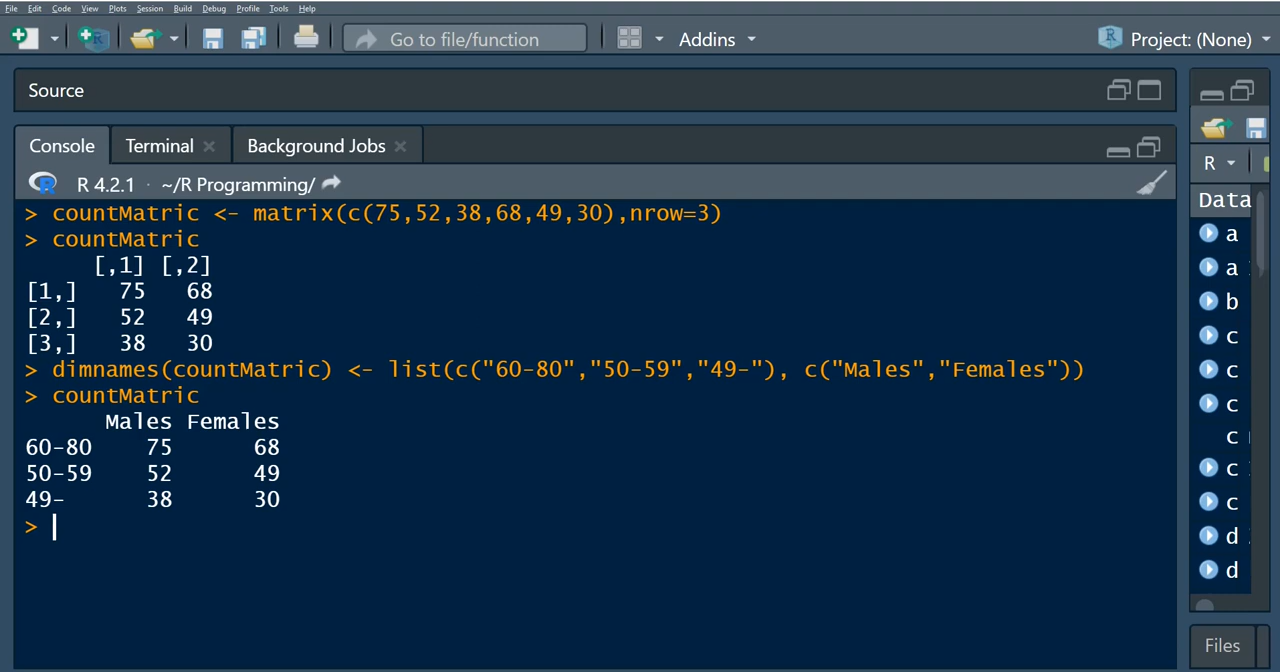 File Edit Code View Plots Session Build Debug Profile Tools Help
Go to file/function Addins R Project: (None)
Source
Console Terminal Background Jobs
R R 4.2.1 · ~/R Programming/
R
> countMatric <- matrix(c(75,52,38,68,49,30),nrow=3)
Data
> countMatric
a
[,1] [,2]
a
[1,] 75 68
b
[2,] 52 49
c
[3,] 38 30
> dimnames(countMatric) <- list(c("60-80","50-59","49-"), c("Males","Females"))
c
> countMatric
c
Males Females
c
60-80 75 68
c
50-59 52 49
c
49- 38 30
>
d
d
Files